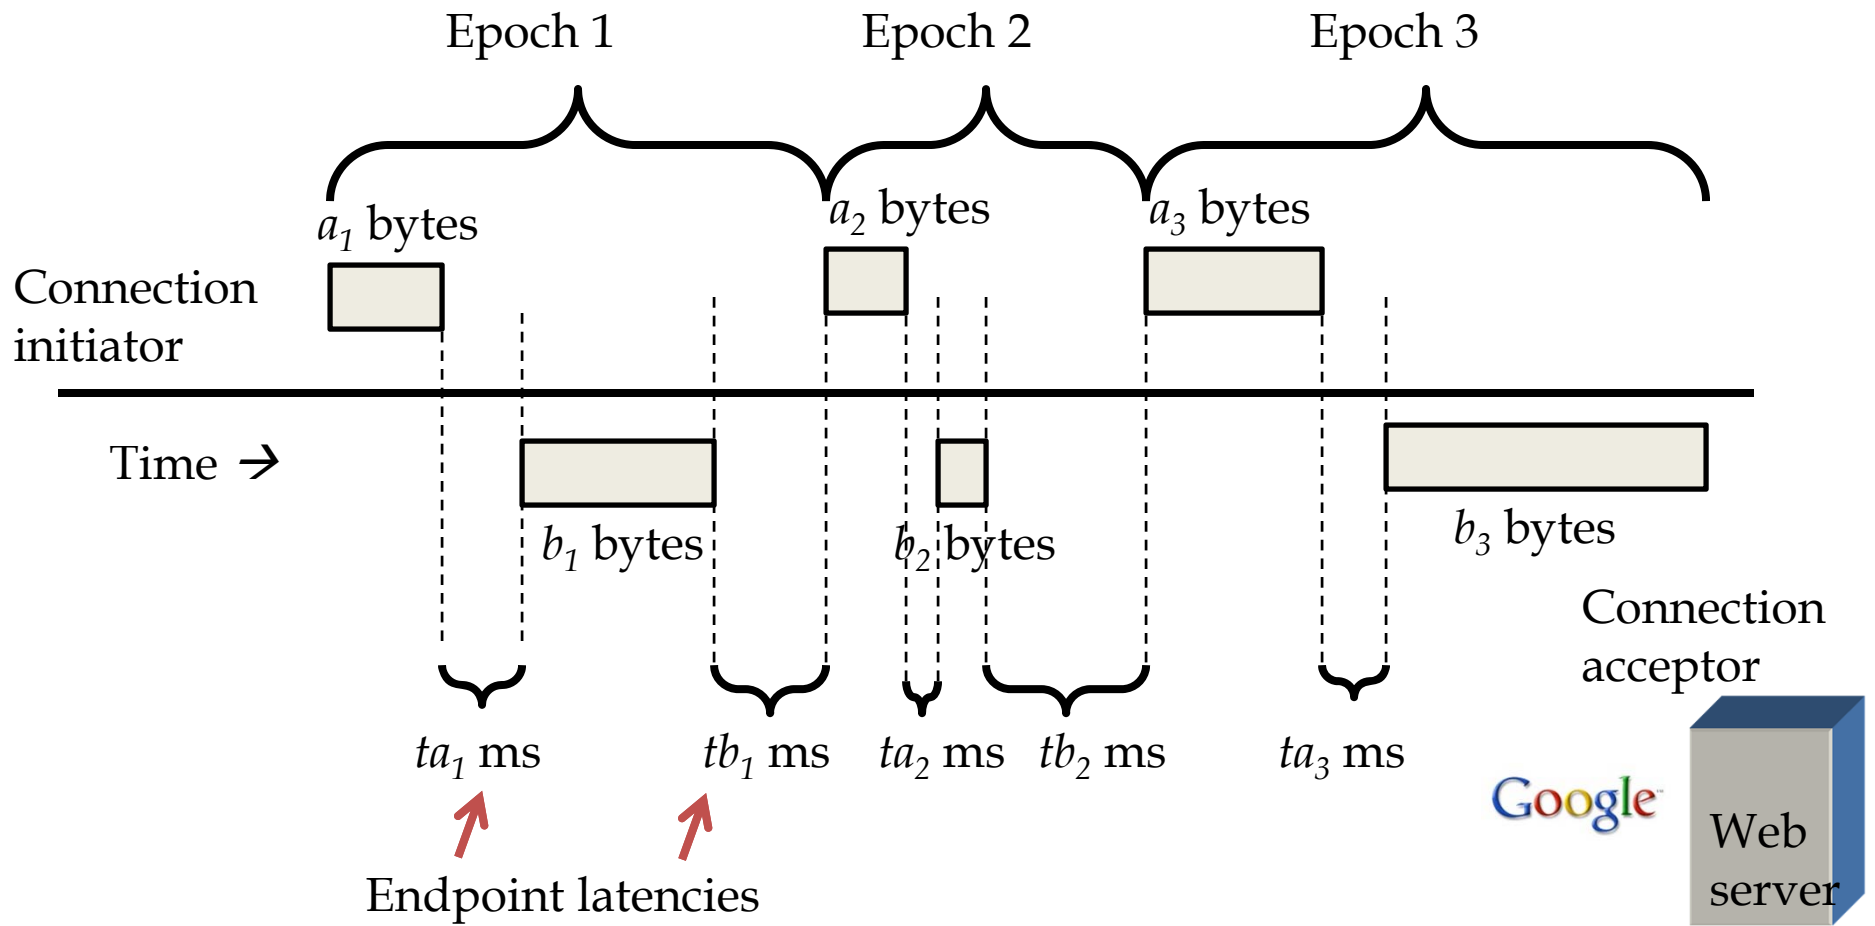 Epoch 1
Epoch 2
Epoch 3
a1 bytes
a2 bytes
a3 bytes
Connection
initiator
Time →
b1 bytes
b2 bytes
b3 bytes
Connection
acceptor
ta1 ms
tb1 ms
ta2 ms
tb2 ms
ta3 ms
Google
Web
server
Endpoint latencies